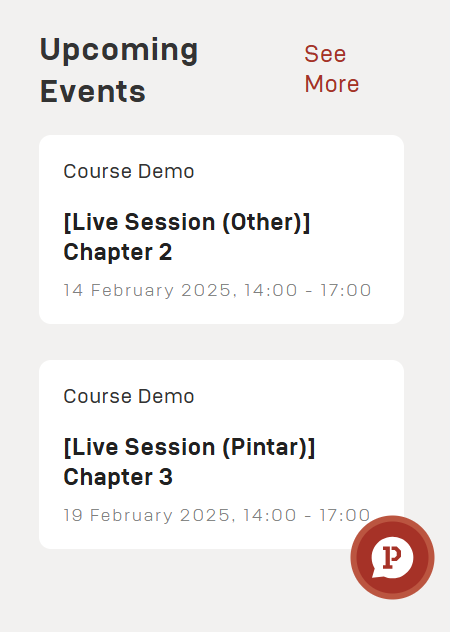 Upcoming
Events
See
More
Course Demo
[Live Session (Other)]
Chapter 2
14 February 2025, 14:00 - 17:00
Course Demo
[Live Session (Pintar)]
Chapter 3
19 February 2025, 14:00 - 17:00
P